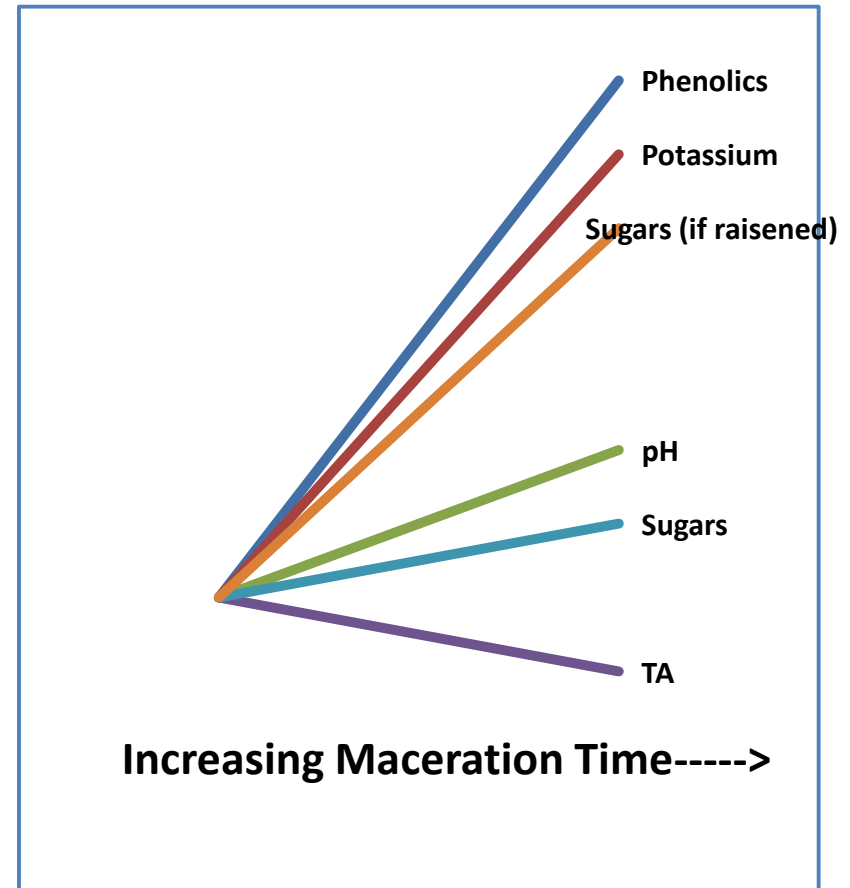 Phenolics
Potassium
Sugars (if raisened)
pH
Sugars
TA
Increasing Maceration Time----->